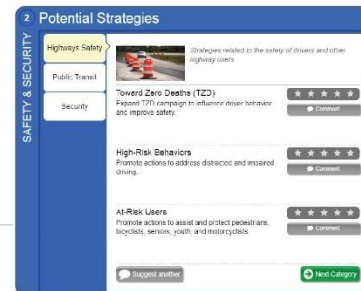 2 Potential Strategies
SAFETY & SECURITY
Highways Safety
Public Transit
Security
Strategies related to the safety of drivers and other
highway users
Toward Zero Deaths (TZD)
Expand TZD campaign to influence driver behavior
and improve safety.
Comment
High-Risk Behaviors
Promote actions to address distracted and impaired
driving.
Comment
At-Risk Users
Promote actions to assist and protect pedestrians,
bicyclists, seniors, youth, and motorcyclists.
Comment
Suggest another
Next Category